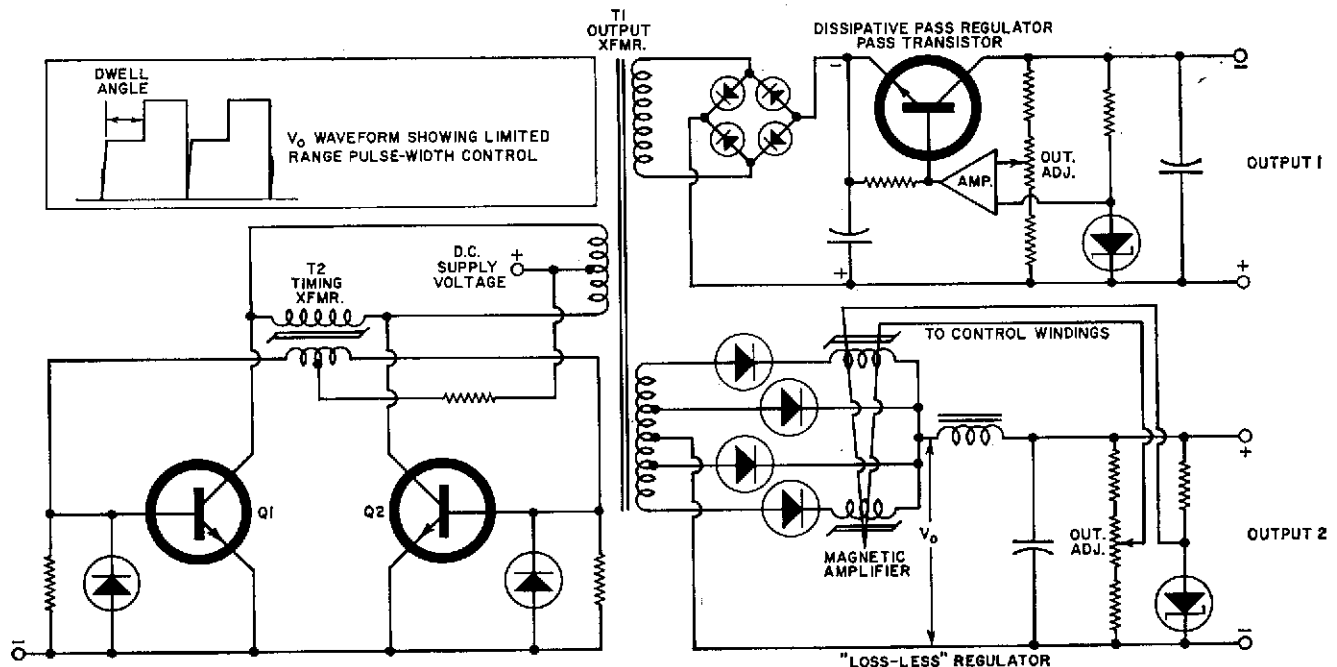 T1
OUTPUT
XFMR.
DISSIPATIVE PASS REGULATOR
PASS TRANSISTOR
DWELL
ANGLE
V₀ WAVEFORM SHOWING LIMITED
RANGE PULSE-WIDTH CONTROL
−
−
AMP.
OUT.
ADJ.
OUTPUT 1
+
+
D.C.
SUPPLY
VOLTAGE
+
T2
TIMING
XFMR.
TO CONTROL WINDINGS
+
Q1
Q2
V₀
MAGNETIC
AMPLIFIER
OUT.
ADJ.
OUTPUT 2
−
−
"LOSS-LESS" REGULATOR